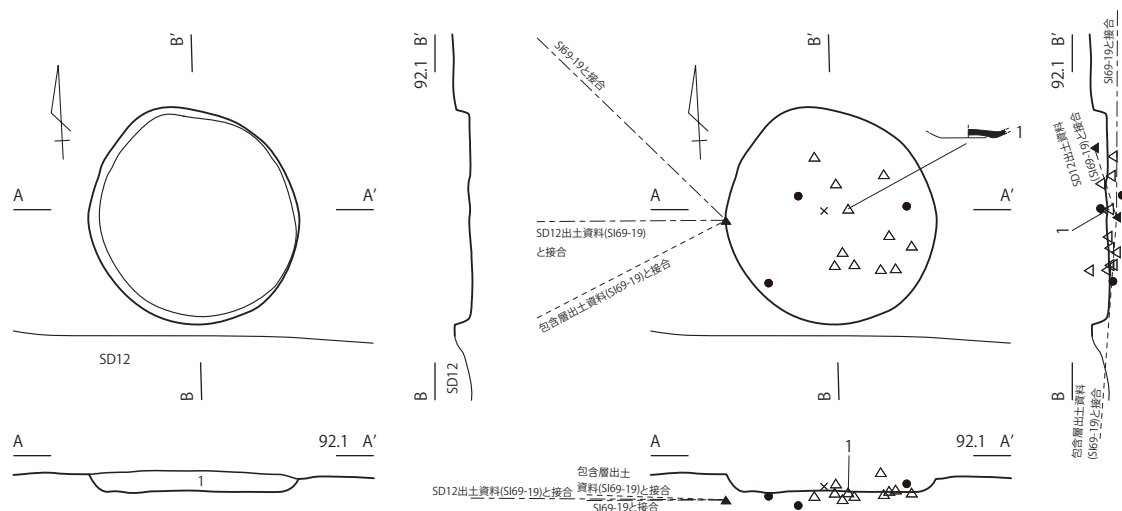 B'
A
A'
SD12
B
92.1 B'
B
SD12
A
92.1 A'
1
SI69-19と接合
B'
1
A
A'
SD12出土資料(SI69-19)
と接合
包含層出土資料(SI69-19)と接合
B
A
92.1 A'
1
包含層出土
資料(SI69-19)と接合
SD12出土資料(SI69-19)と接合
SI69-19と接合
92.1 B'
SI69-19と接合
SD12出土資料
(SI69-19)と接合
1
B
包含層出土資料
(SI69-19)と接合